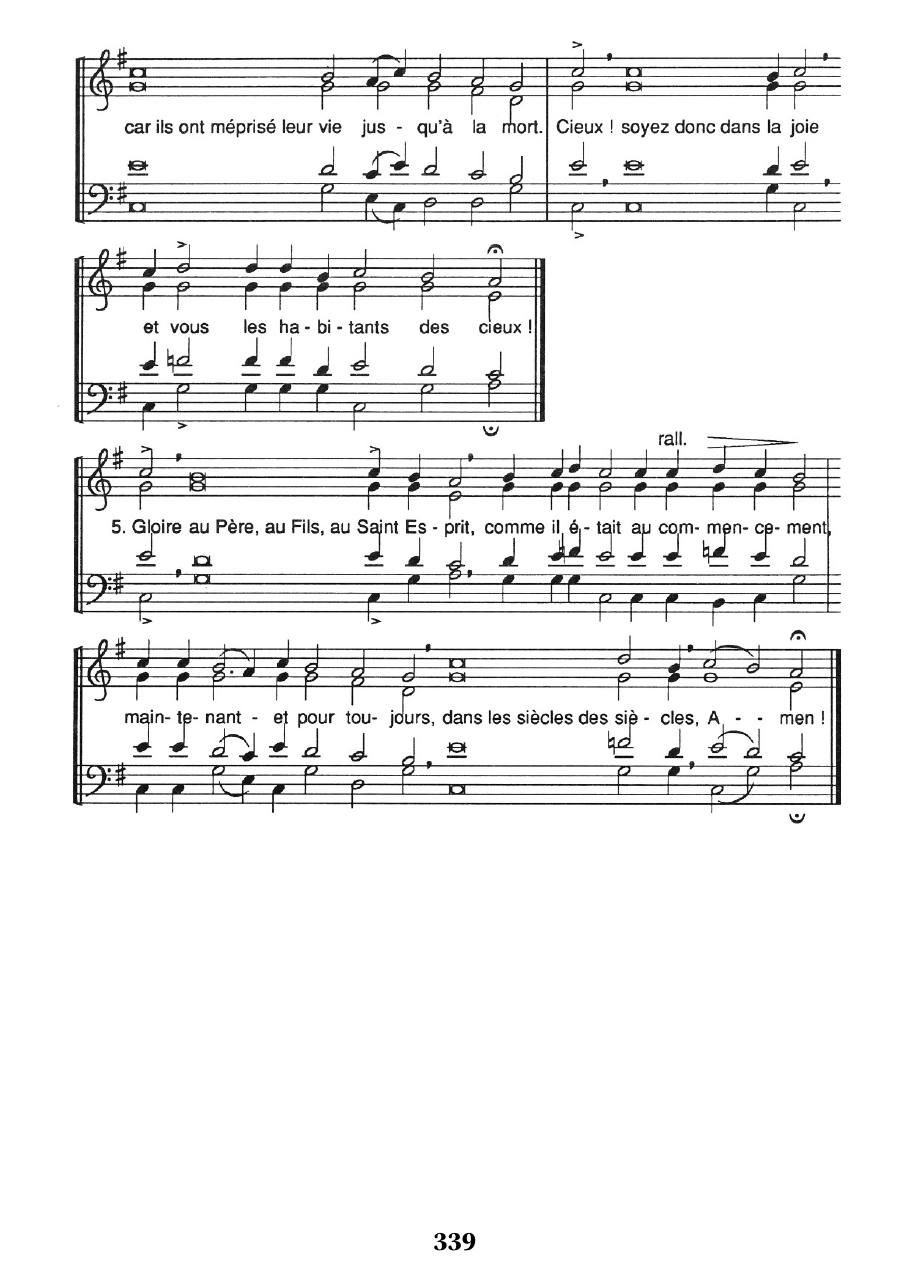 car ils ont méprisé leur vie jus - qu'à la mort. Cieux ! soyez donc dans la joie
et vous les ha - bi - tants des cieux !
rall.
5. Gloire au Père, au Fils, au Saint Es - prit, comme il é - tait au com- men- ce- ment,
main- te- nant - et pour tou- jours, dans les siècles des siè - cles, A - - men !
339